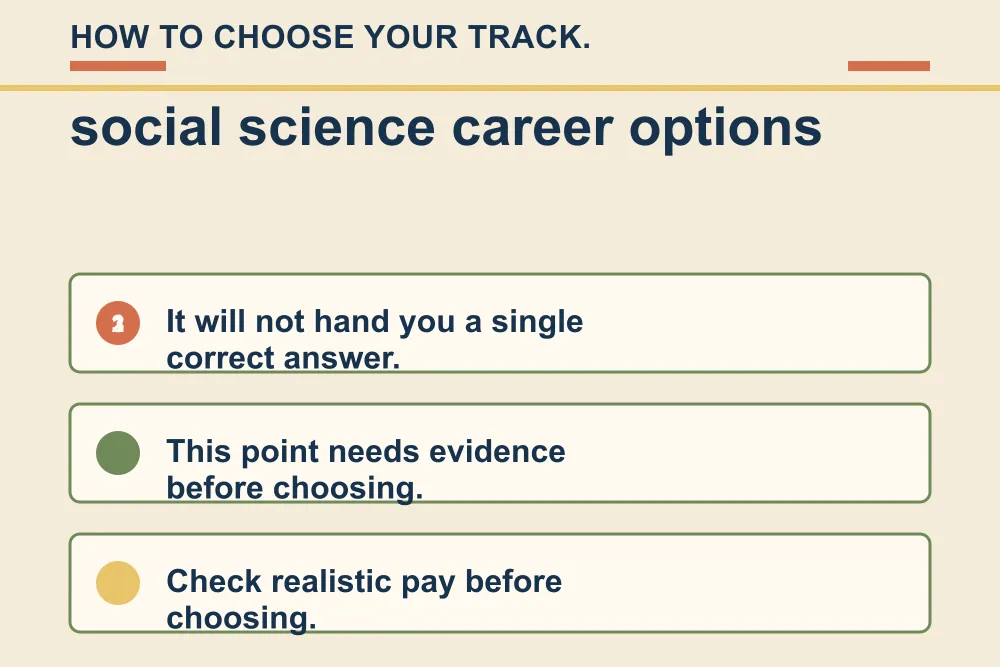 HOW TO CHOOSE YOUR TRACK.
social science career options
It will not hand you a single
correct answer.
This point needs evidence
before choosing.
Check realistic pay before
choosing.